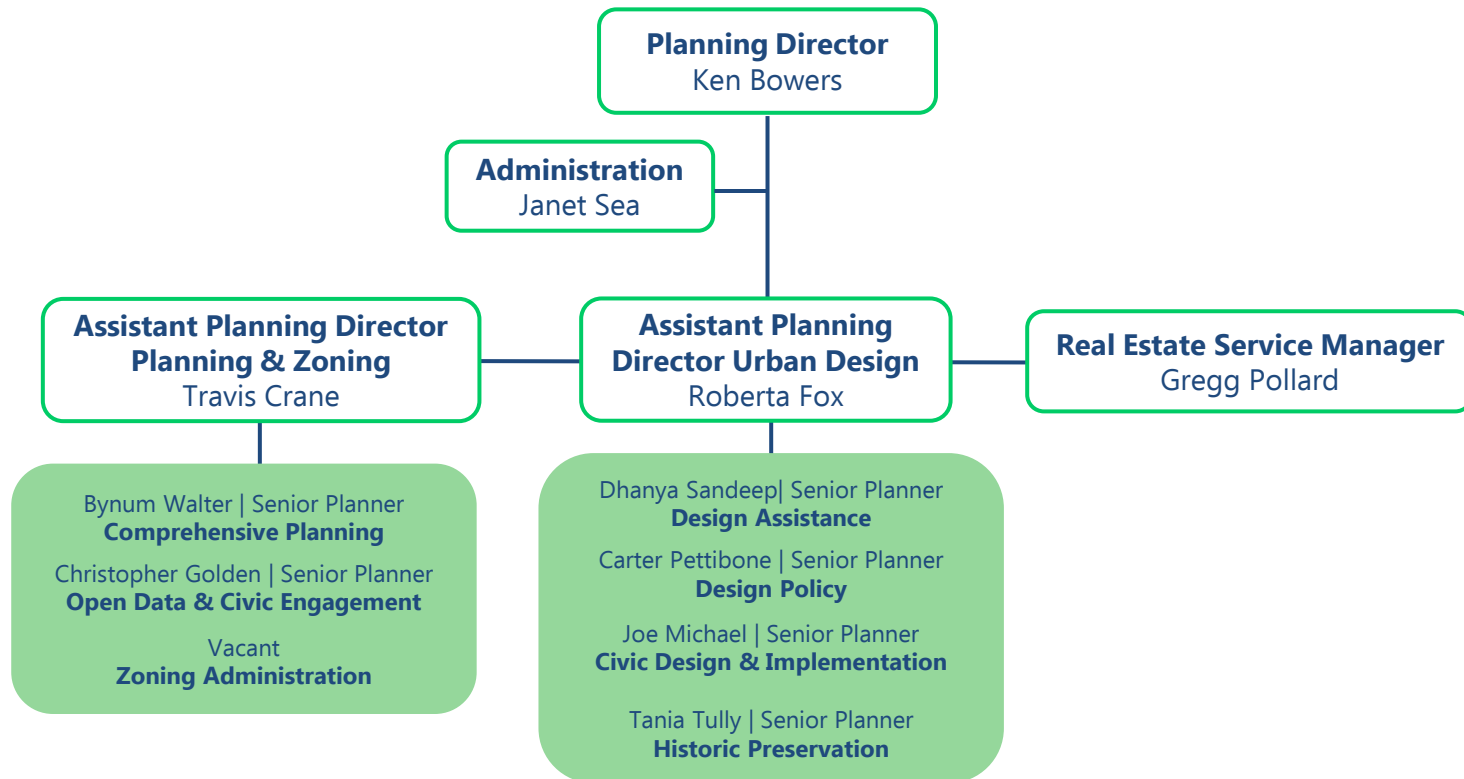 Planning Director
Ken Bowers
Administration
Janet Sea
Assistant Planning Director
Planning & Zoning
Travis Crane
Assistant Planning
Director Urban Design
Roberta Fox
Real Estate Service Manager
Gregg Pollard
Bynum Walter | Senior Planner
Comprehensive Planning
Christopher Golden | Senior Planner
Open Data & Civic Engagement
Vacant
Zoning Administration
Dhanya Sandeep| Senior Planner
Design Assistance
Carter Pettibone | Senior Planner
Design Policy
Joe Michael | Senior Planner
Civic Design & Implementation
Tania Tully | Senior Planner
Historic Preservation